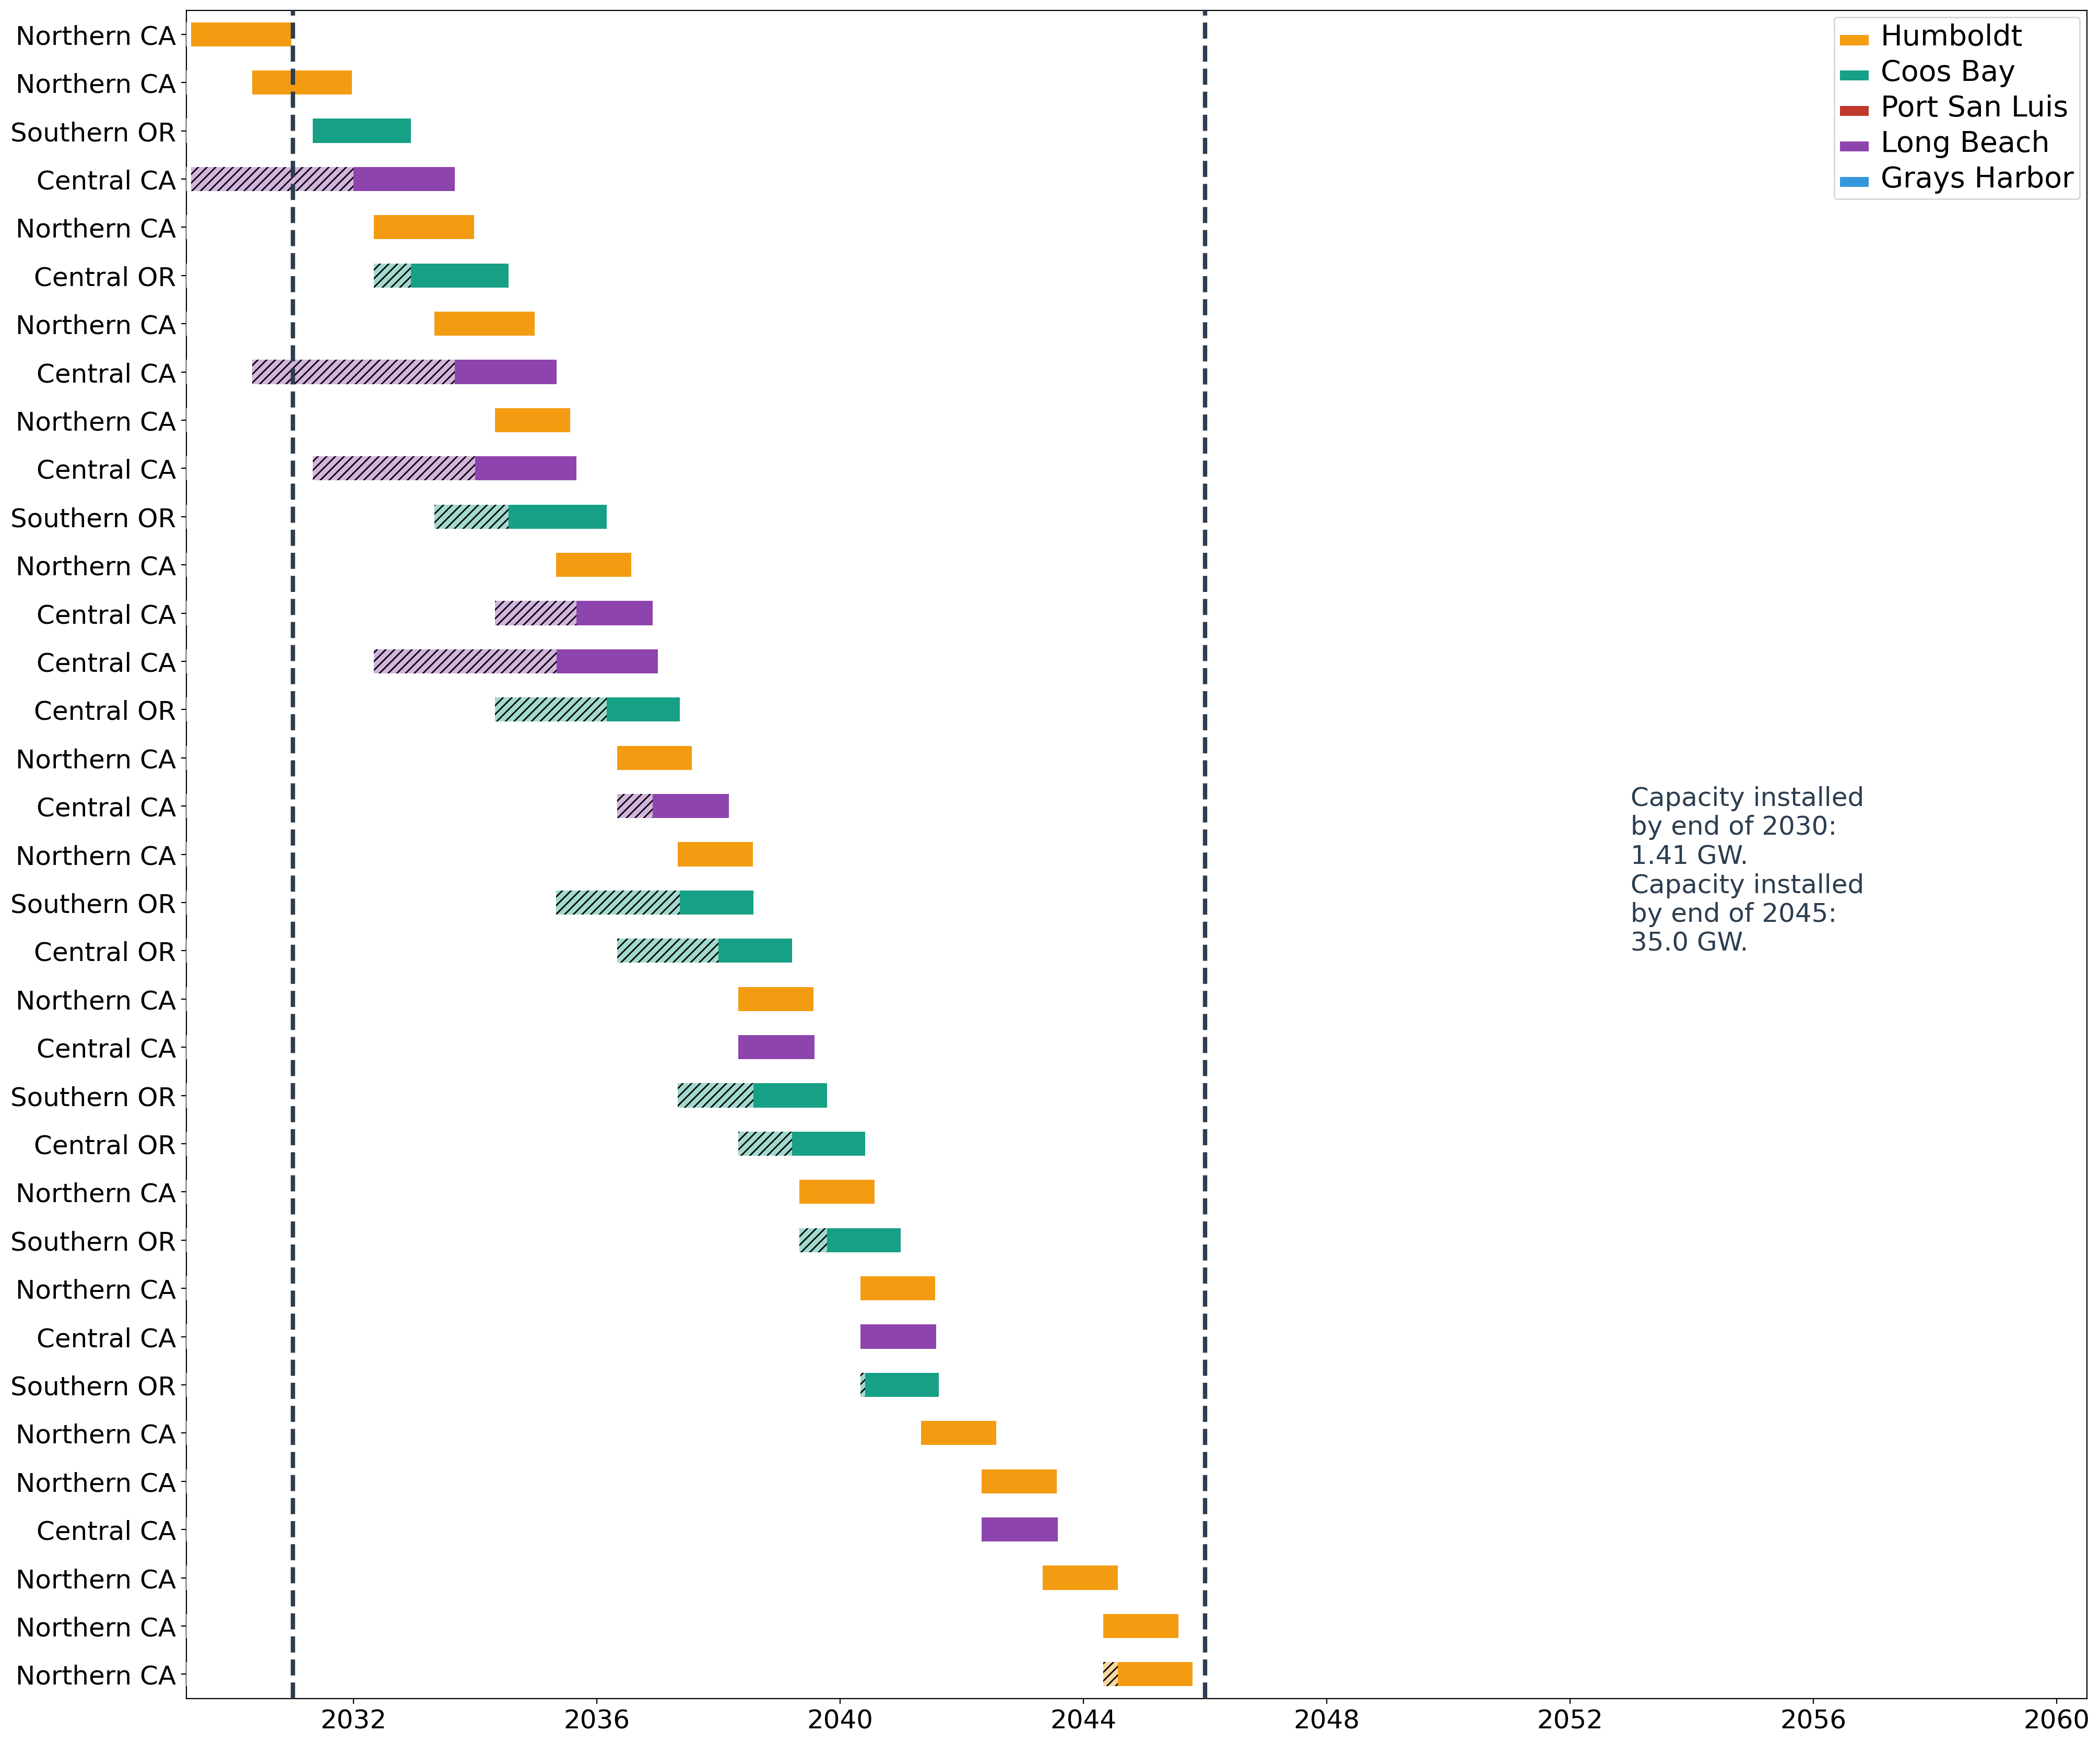 Northern CA
Northern CA
Southern OR
Central CA
Northern CA
Central OR
Northern CA
Central CA
Northern CA
Central CA
Southern OR
Northern CA
Central CA
Central CA
Central OR
Northern CA
Central CA
Northern CA
Southern OR
Central OR
Northern CA
Central CA
Southern OR
Central OR
Northern CA
Southern OR
Northern CA
Central CA
Southern OR
Northern CA
Northern CA
Central CA
Northern CA
Northern CA
Northern CA
Humboldt
Coos Bay
Port San Luis
Long Beach
Grays Harbor
Capacity installed
by end of 2030:
1.41 GW.
Capacity installed
by end of 2045:
35.0 GW.
2032 2036 2040 2044 2048 2052 2056 2060